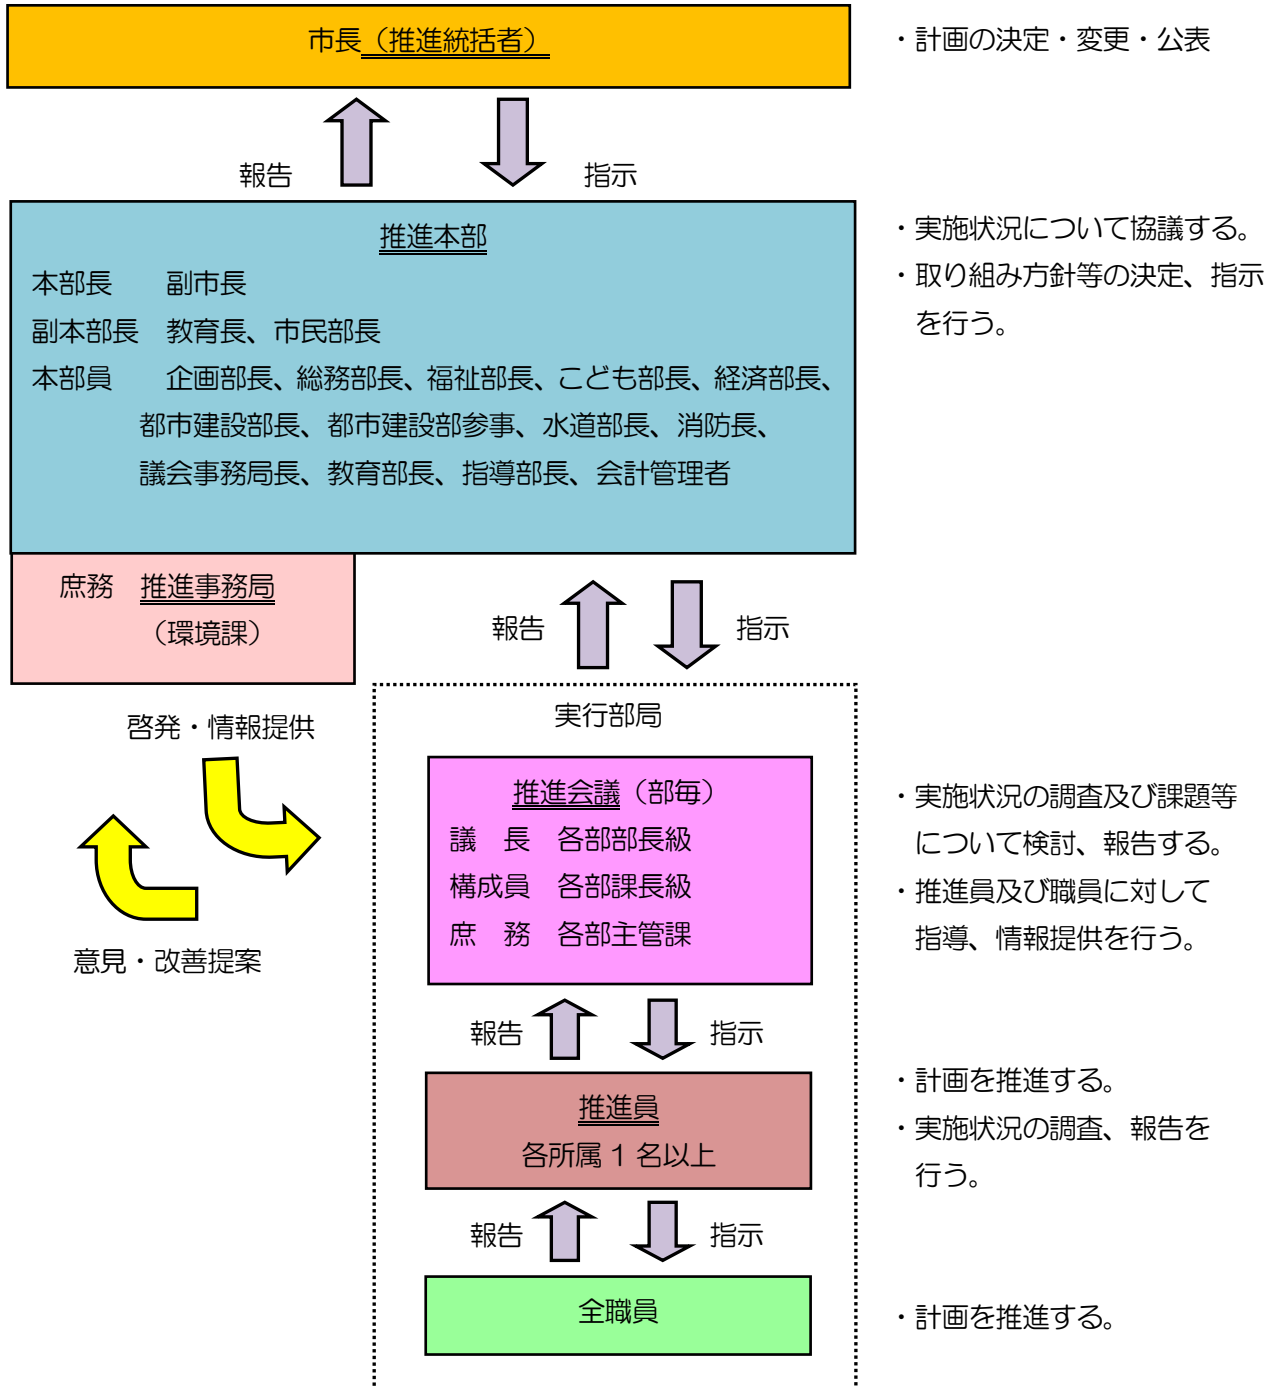 市長（推進統括者）
・計画の決定・変更・公表
報告
指示
推進本部
本部長　副市長
副本部長　教育長、市民部長
本部員　企画部長、総務部長、福祉部長、こども部長、経済部長、
都市建設部長、都市建設部参事、水道部長、消防長、
議会事務局長、教育部長、指導部長、会計管理者
・実施状況について協議する。
・取り組み方針等の決定、指示
を行う。
庶務　推進事務局
（環境課）
報告
指示
啓発・情報提供
意見・改善提案
実行部局
推進会議（部毎）
議　長　各部部長級
構成員　各部課長級
庶　務　各部主管課
・実施状況の調査及び課題等
について検討、報告する。
・推進員及び職員に対して
指導、情報提供を行う。
報告
指示
推進員
各所属１名以上
・計画を推進する。
・実施状況の調査、報告を
行う。
報告
指示
全職員
・計画を推進する。